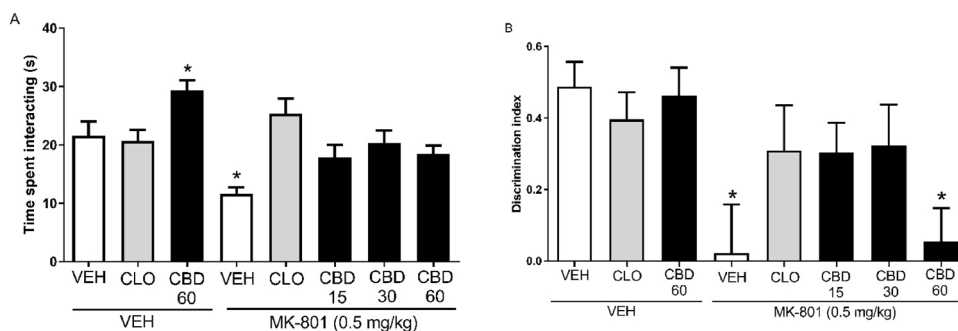 A
Time spent interacting (s)
40
30
20
10
0
*
*
VEH CLO CBD 60 VEH CLO CBD 15 CBD 30 CBD 60
VEH MK-801 (0.5 mg/kg)
B
Discrimination index
0.6
0.4
0.2
0.0
*
*
VEH CLO CBD 60 VEH CLO CBD 15 CBD 30 CBD 60
VEH MK-801 (0.5 mg/kg)